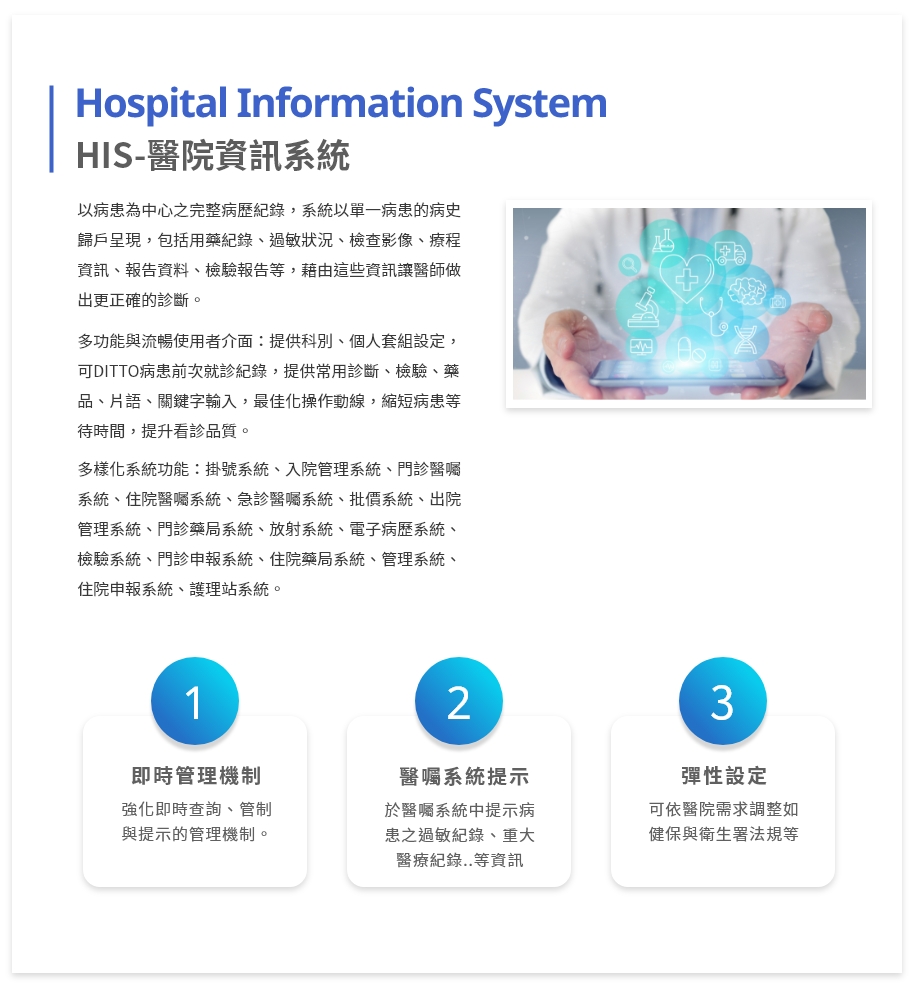 Hospital Information System
HIS-醫院資訊系統
以病患為中心之完整病歷紀錄，系統以單一病患的病史
歸戶呈現，包括用藥紀錄、過敏狀況、檢查影像、療程
資訊、報告資料、檢驗報告等，藉由這些資訊讓醫師做
出更正確的診斷。
多功能與流暢使用者介面：提供科別、個人套組設定，
可DITTO病患前次就診紀錄，提供常用診斷、檢驗、藥
品、片語、關鍵字輸入，最佳化操作動線，縮短病患等
待時間，提升看診品質。
多樣化系統功能：掛號系統、入院管理系統、門診醫囑
系統、住院醫囑系統、急診醫囑系統、批價系統、出院
管理系統、門診藥局系統、放射系統、電子病歷系統、
檢驗系統、門診申報系統、住院藥局系統、管理系統、
住院申報系統、護理站系統。
1
即時管理機制
強化即時查詢、管制
與提示的管理機制。
2
醫囑系統提示
於醫囑系統中提示病
患之過敏紀錄、重大
醫療紀錄..等資訊
3
彈性設定
可依醫院需求調整如
健保與衛生署法規等